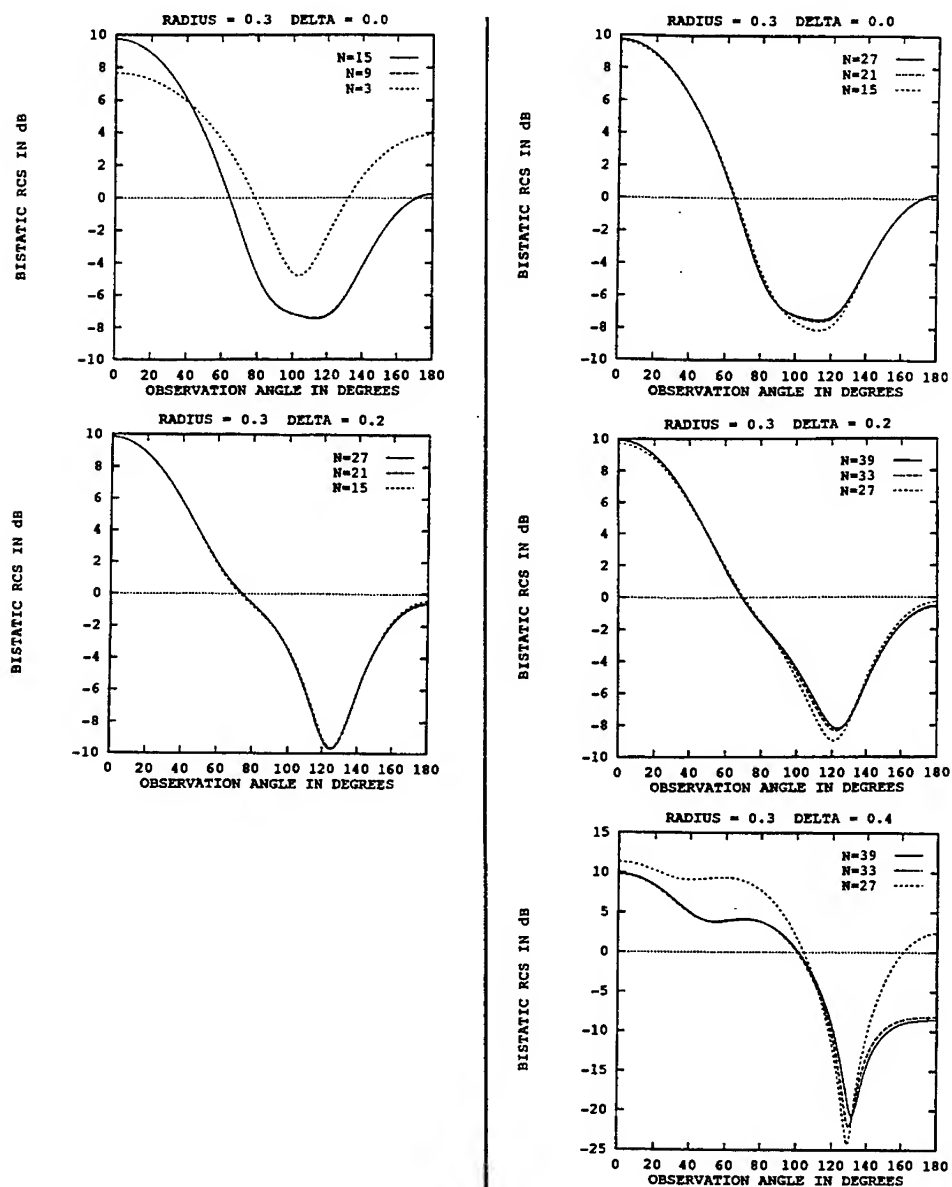 RADIUS = 0.3 DELTA = 0.0
BISTATIC RCS IN dB
10
8
6
4
2
0
-2
-4
-6
-8
-10
N=15
N=9
N=3
0 20 40 60 80 100 120 140 160 180
OBSERVATION ANGLE IN DEGREES
RADIUS = 0.3 DELTA = 0.2
BISTATIC RCS IN dB
10
8
6
4
2
0
-2
-4
-6
-8
-10
N=27
N=21
N=15
0 20 40 60 80 100 120 140 160 180
OBSERVATION ANGLE IN DEGREES
RADIUS = 0.3 DELTA = 0.0
BISTATIC RCS IN dB
10
8
6
4
2
0
-2
-4
-6
-8
-10
N=27
N=21
N=15
0 20 40 60 80 100 120 140 160 180
OBSERVATION ANGLE IN DEGREES
RADIUS = 0.3 DELTA = 0.2
BISTATIC RCS IN dB
10
8
6
4
2
0
-2
-4
-6
-8
-10
N=39
N=33
N=27
0 20 40 60 80 100 120 140 160 180
OBSERVATION ANGLE IN DEGREES
RADIUS = 0.3 DELTA = 0.4
BISTATIC RCS IN dB
15
10
5
0
-5
-10
-15
-20
-25
N=39
N=33
N=27
0 20 40 60 80 100 120 140 160 180
OBSERVATION ANGLE IN DEGREES